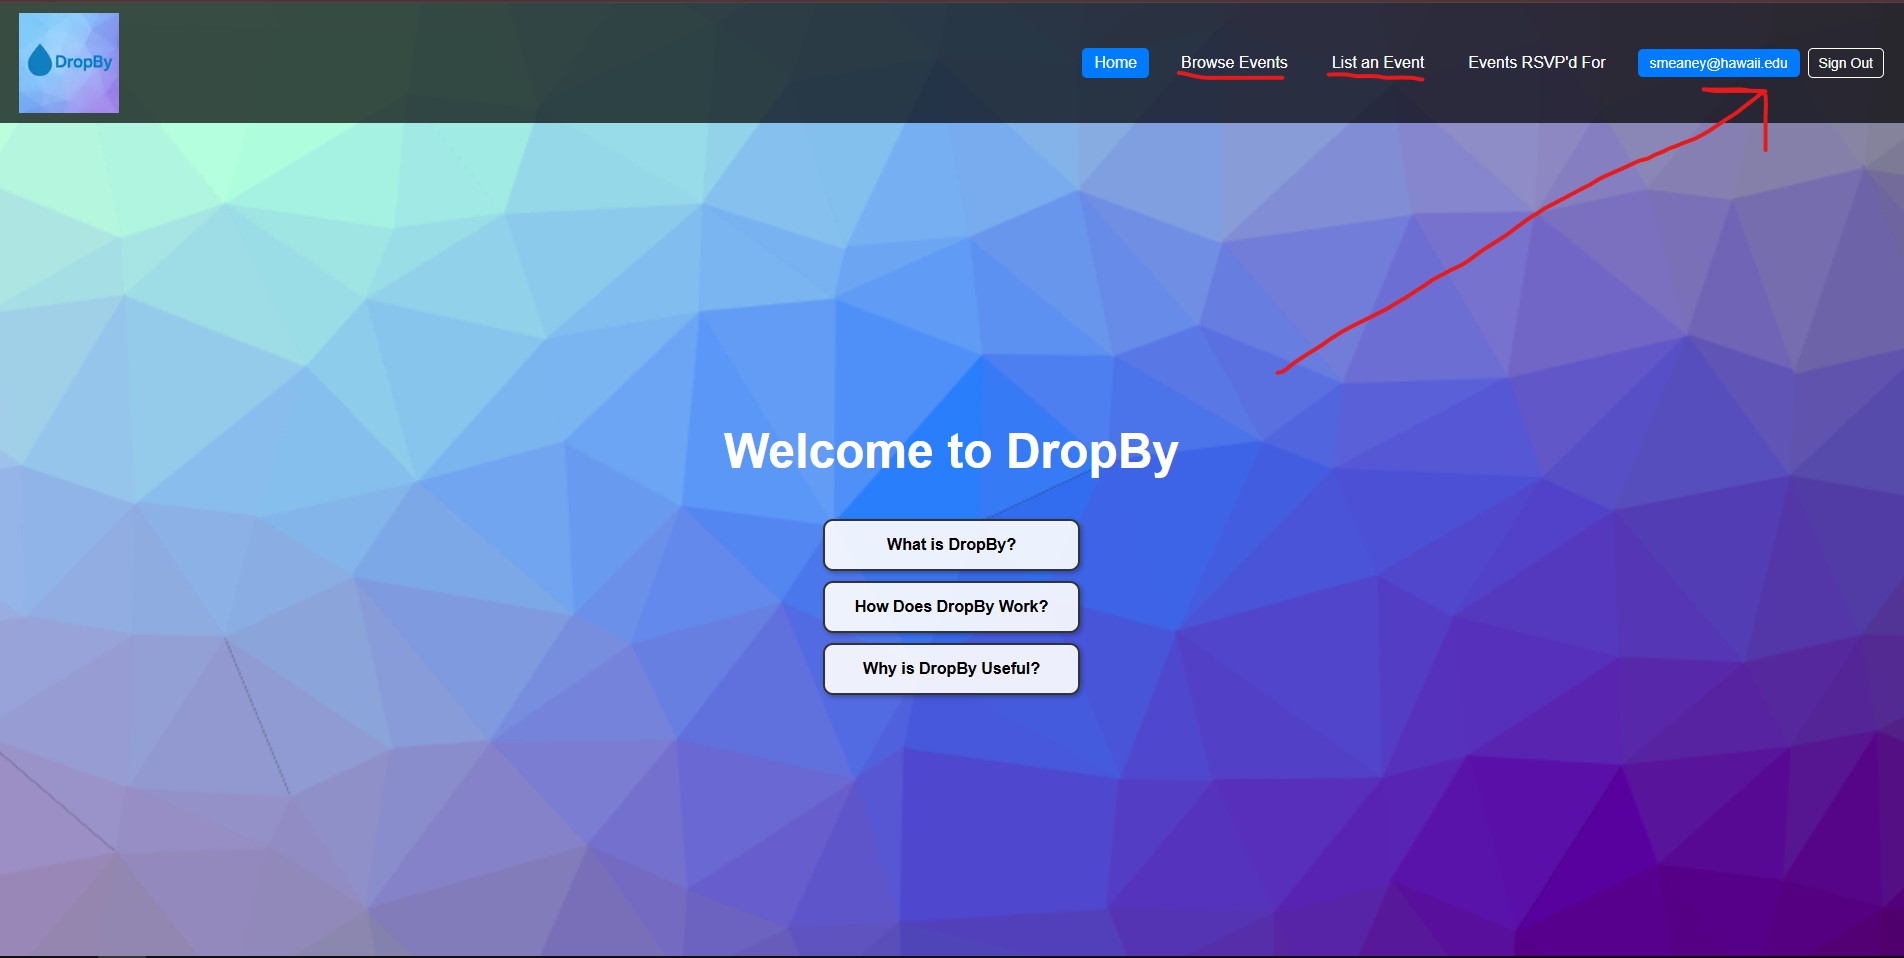 DropBy
Home Browse Events List an Event Events RSVP'd For smeaney@hawaii.edu Sign Out
Welcome to DropBy
What is DropBy?
How Does DropBy Work?
Why is DropBy Useful?